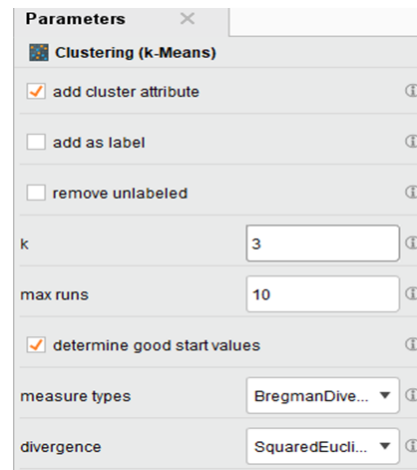 Parameters
Clustering (k-Means)
add cluster attribute
add as label
remove unlabeled
k 3
max runs 10
determine good start values
measure types BregmanDive...
divergence SquaredEucli...